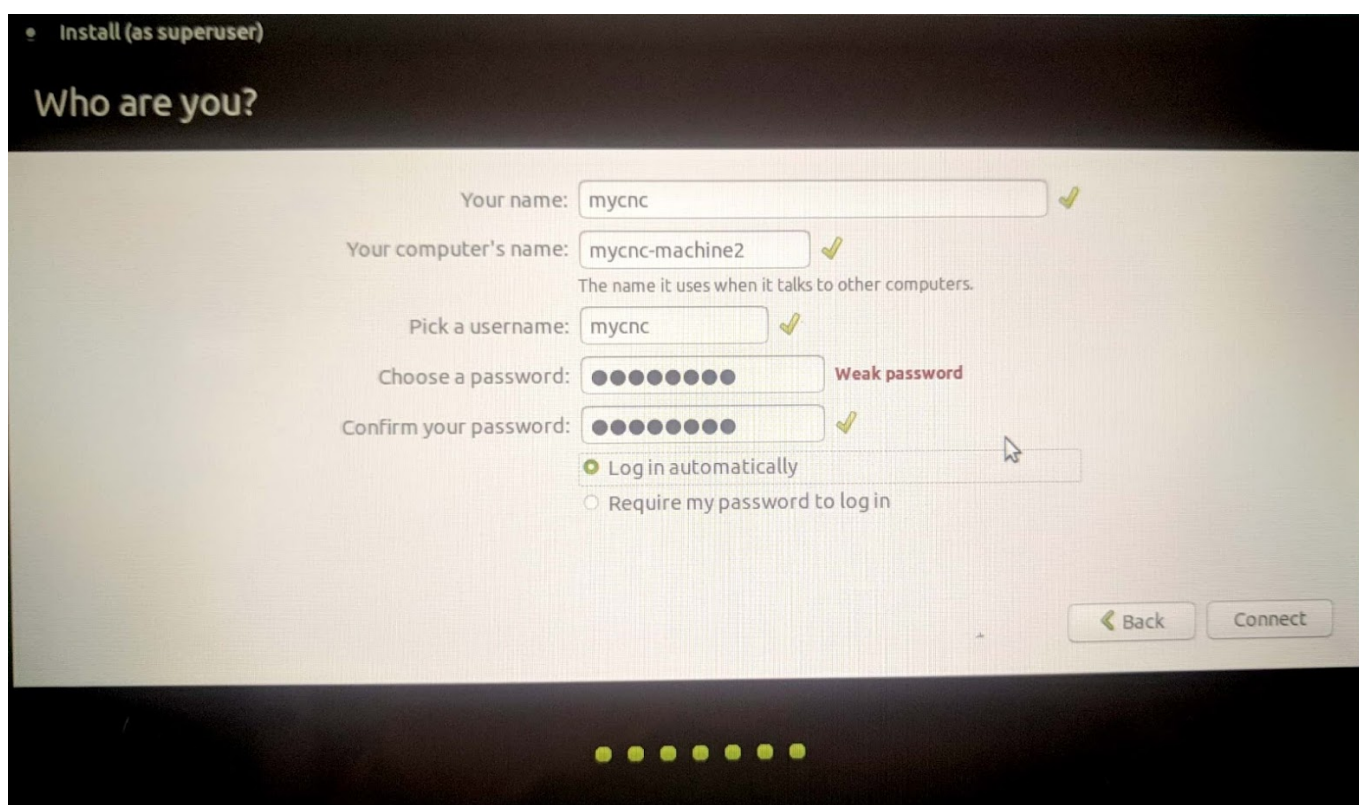 Install (as superuser)
Who are you?
Your name: mycnc
Your computer's name: mycnc-machine2
The name it uses when it talks to other computers.
Pick a username: mycnc
Choose a password: ●●●●●●●● Weak password
Confirm your password: ●●●●●●●●
Log in automatically
Require my password to log in
Back Connect